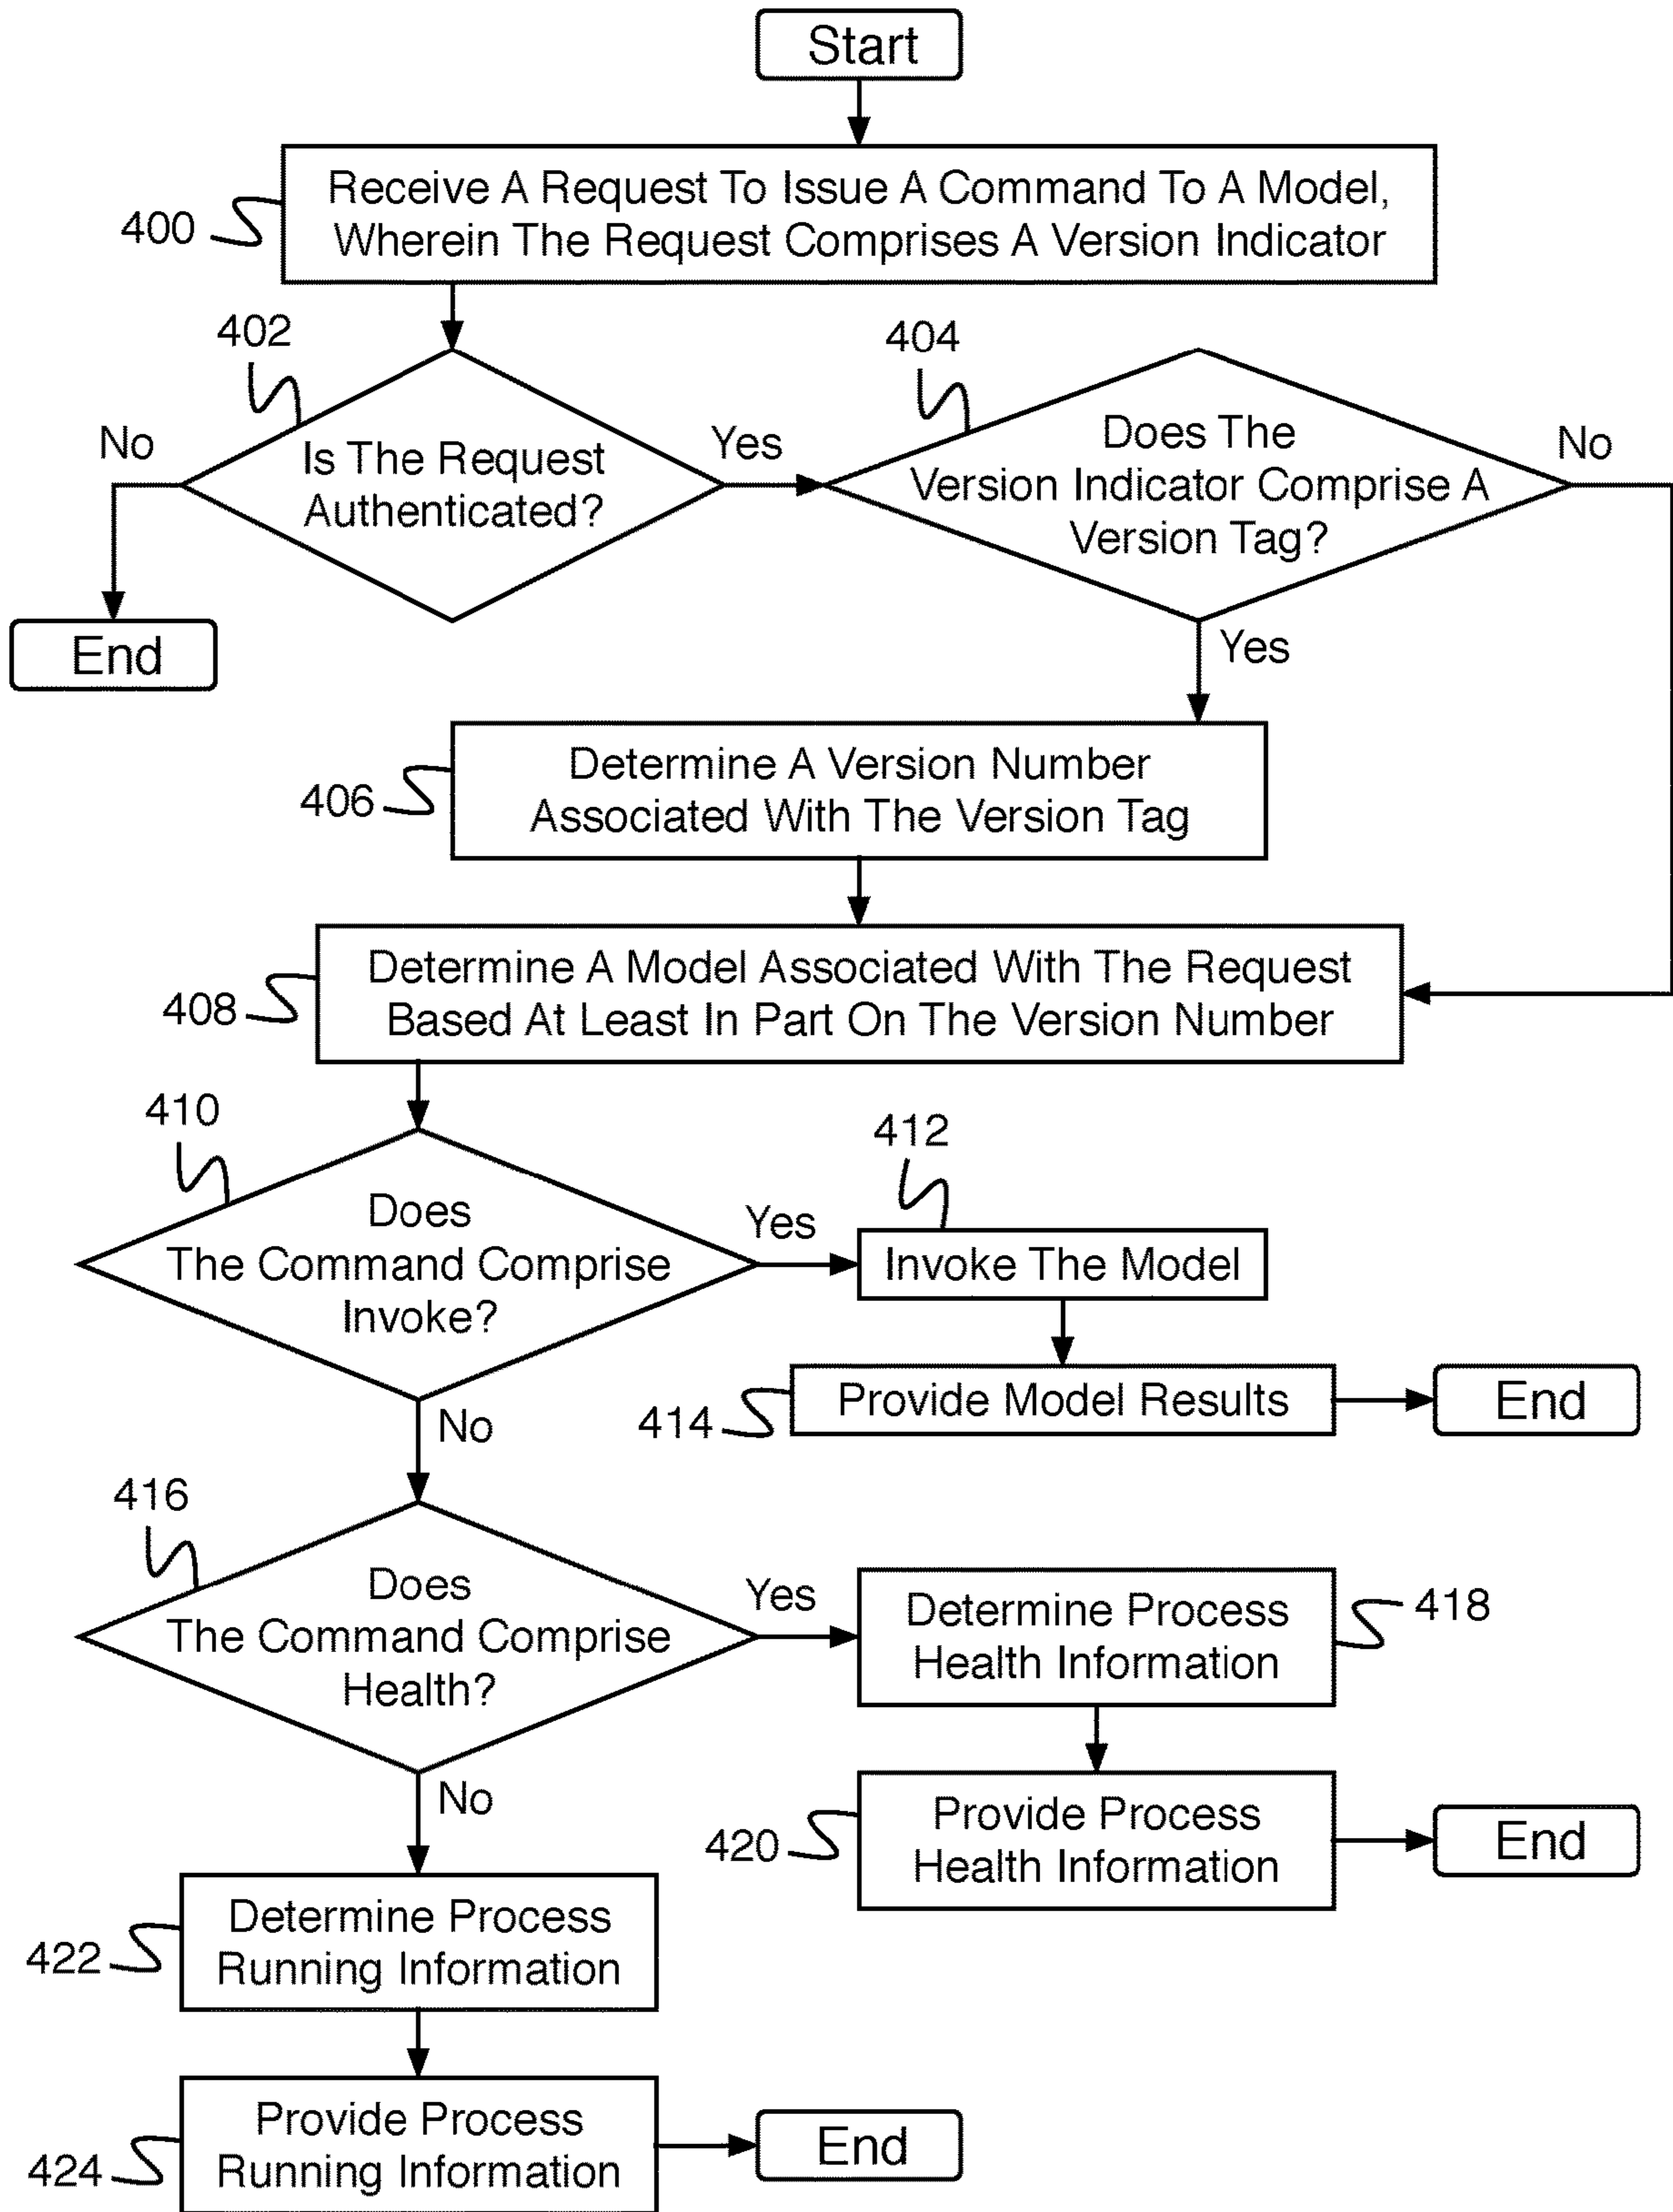 Start
Receive A Request To Issue A Command To A Model,
Wherein The Request Comprises A Version Indicator
400
402
404
No
Is The Request
Authenticated?
Yes
Does The
Version Indicator Comprise A
Version Tag?
No
End
Yes
Determine A Version Number
Associated With The Version Tag
406
Determine A Model Associated With The Request
Based At Least In Part On The Version Number
408
410
412
Does
The Command Comprise
Invoke?
Yes
Invoke The Model
414
Provide Model Results
End
No
416
Does
The Command Comprise
Health?
Yes
Determine Process
Health Information
418
No
420
Provide Process
Health Information
End
Determine Process
Running Information
422
Provide Process
Running Information
424
End